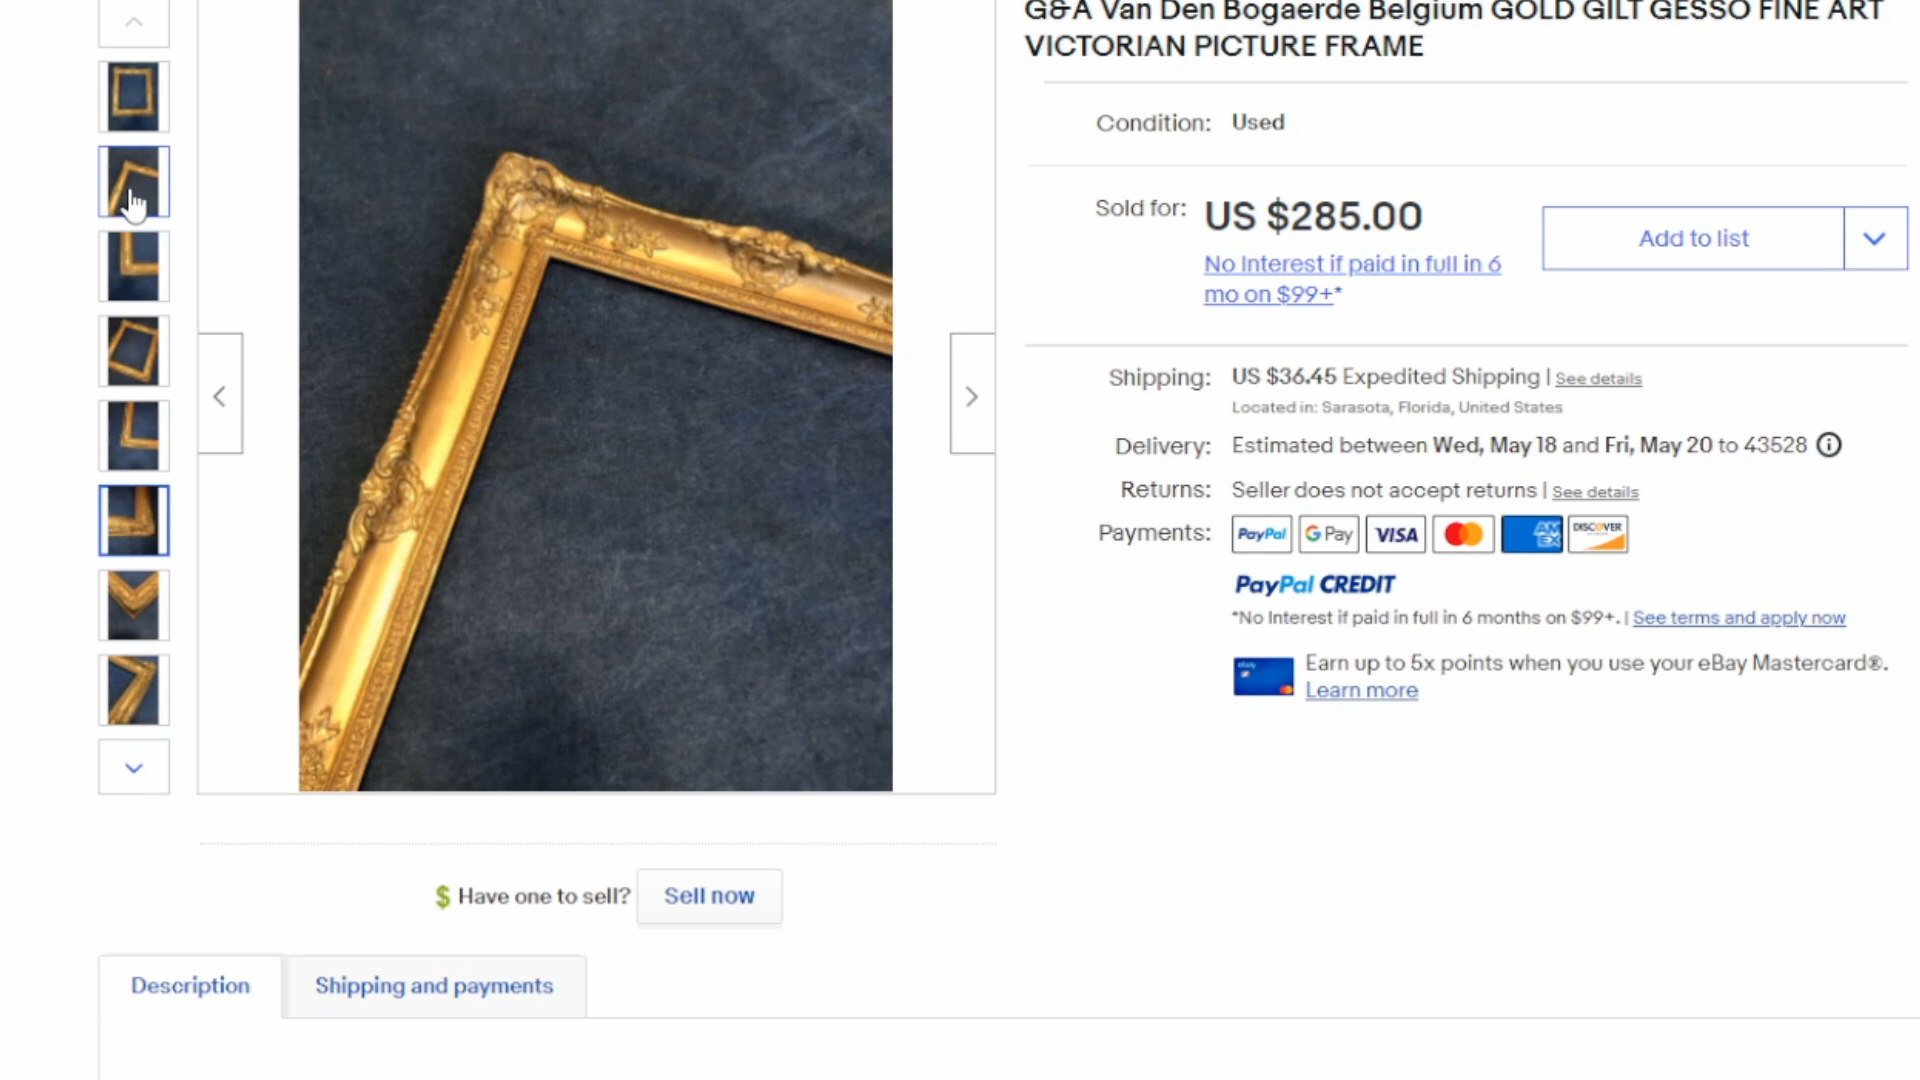 G&A Van Den Bogaerde Belgium GOLD GILT GESSO FINE ART
VICTORIAN PICTURE FRAME
Condition: Used
Sold for: US $285.00
No Interest if paid in full in 6
mo on $99+*
Add to list
Shipping: US $36.45 Expedited Shipping | See details
Located in: Sarasota, Florida, United States
Delivery: Estimated between Wed, May 18 and Fri, May 20 to 43528
Returns: Seller does not accept returns | See details
Payments: PayPal G Pay VISA AM EX DISCOVER
PayPal CREDIT
*No Interest if paid in full in 6 months on $99+. | See terms and apply now
ebay
Earn up to 5x points when you use your eBay Mastercard®.
Learn more
$ Have one to sell? Sell now
Description
Shipping and payments